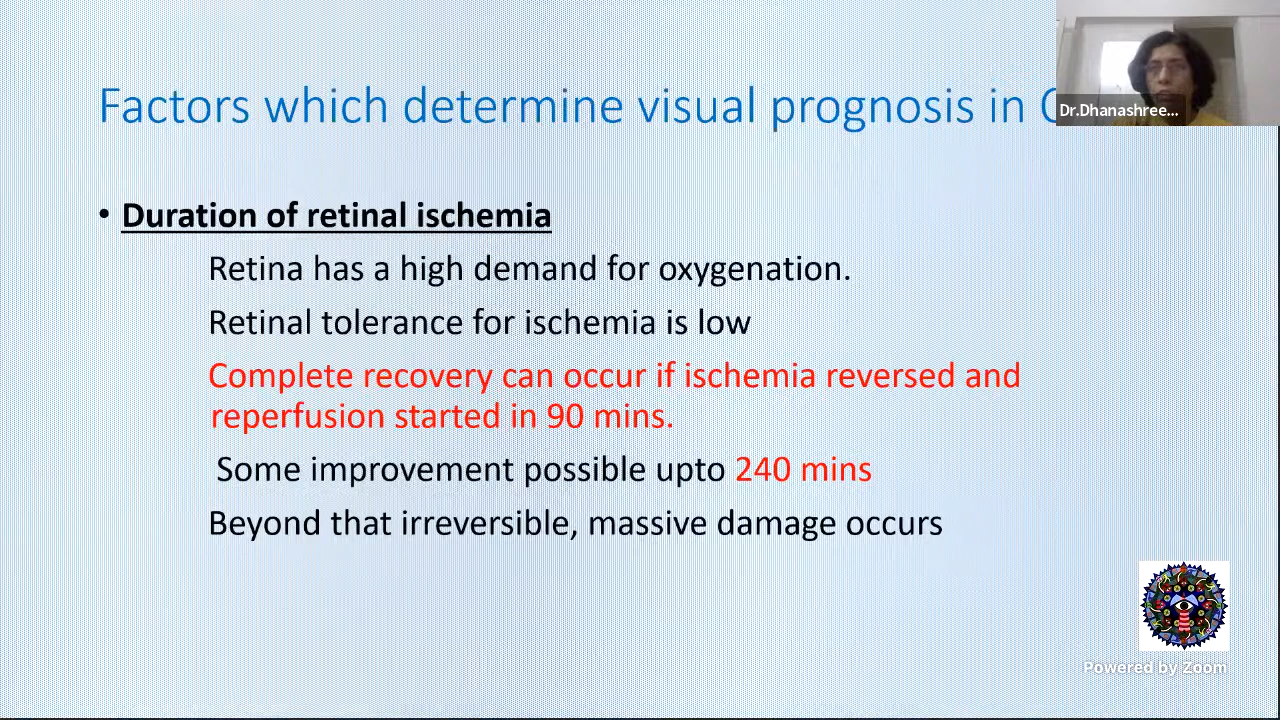 Factors which determine visual prognosis in
Dr.Dhanashree...
• Duration of retinal ischemia
Retina has a high demand for oxygenation.
Retinal tolerance for ischemia is low
Complete recovery can occur if ischemia reversed and
reperfusion started in 90 mins.
Some improvement possible upto 240 mins
Beyond that irreversible, massive damage occurs
Powered by Zoom